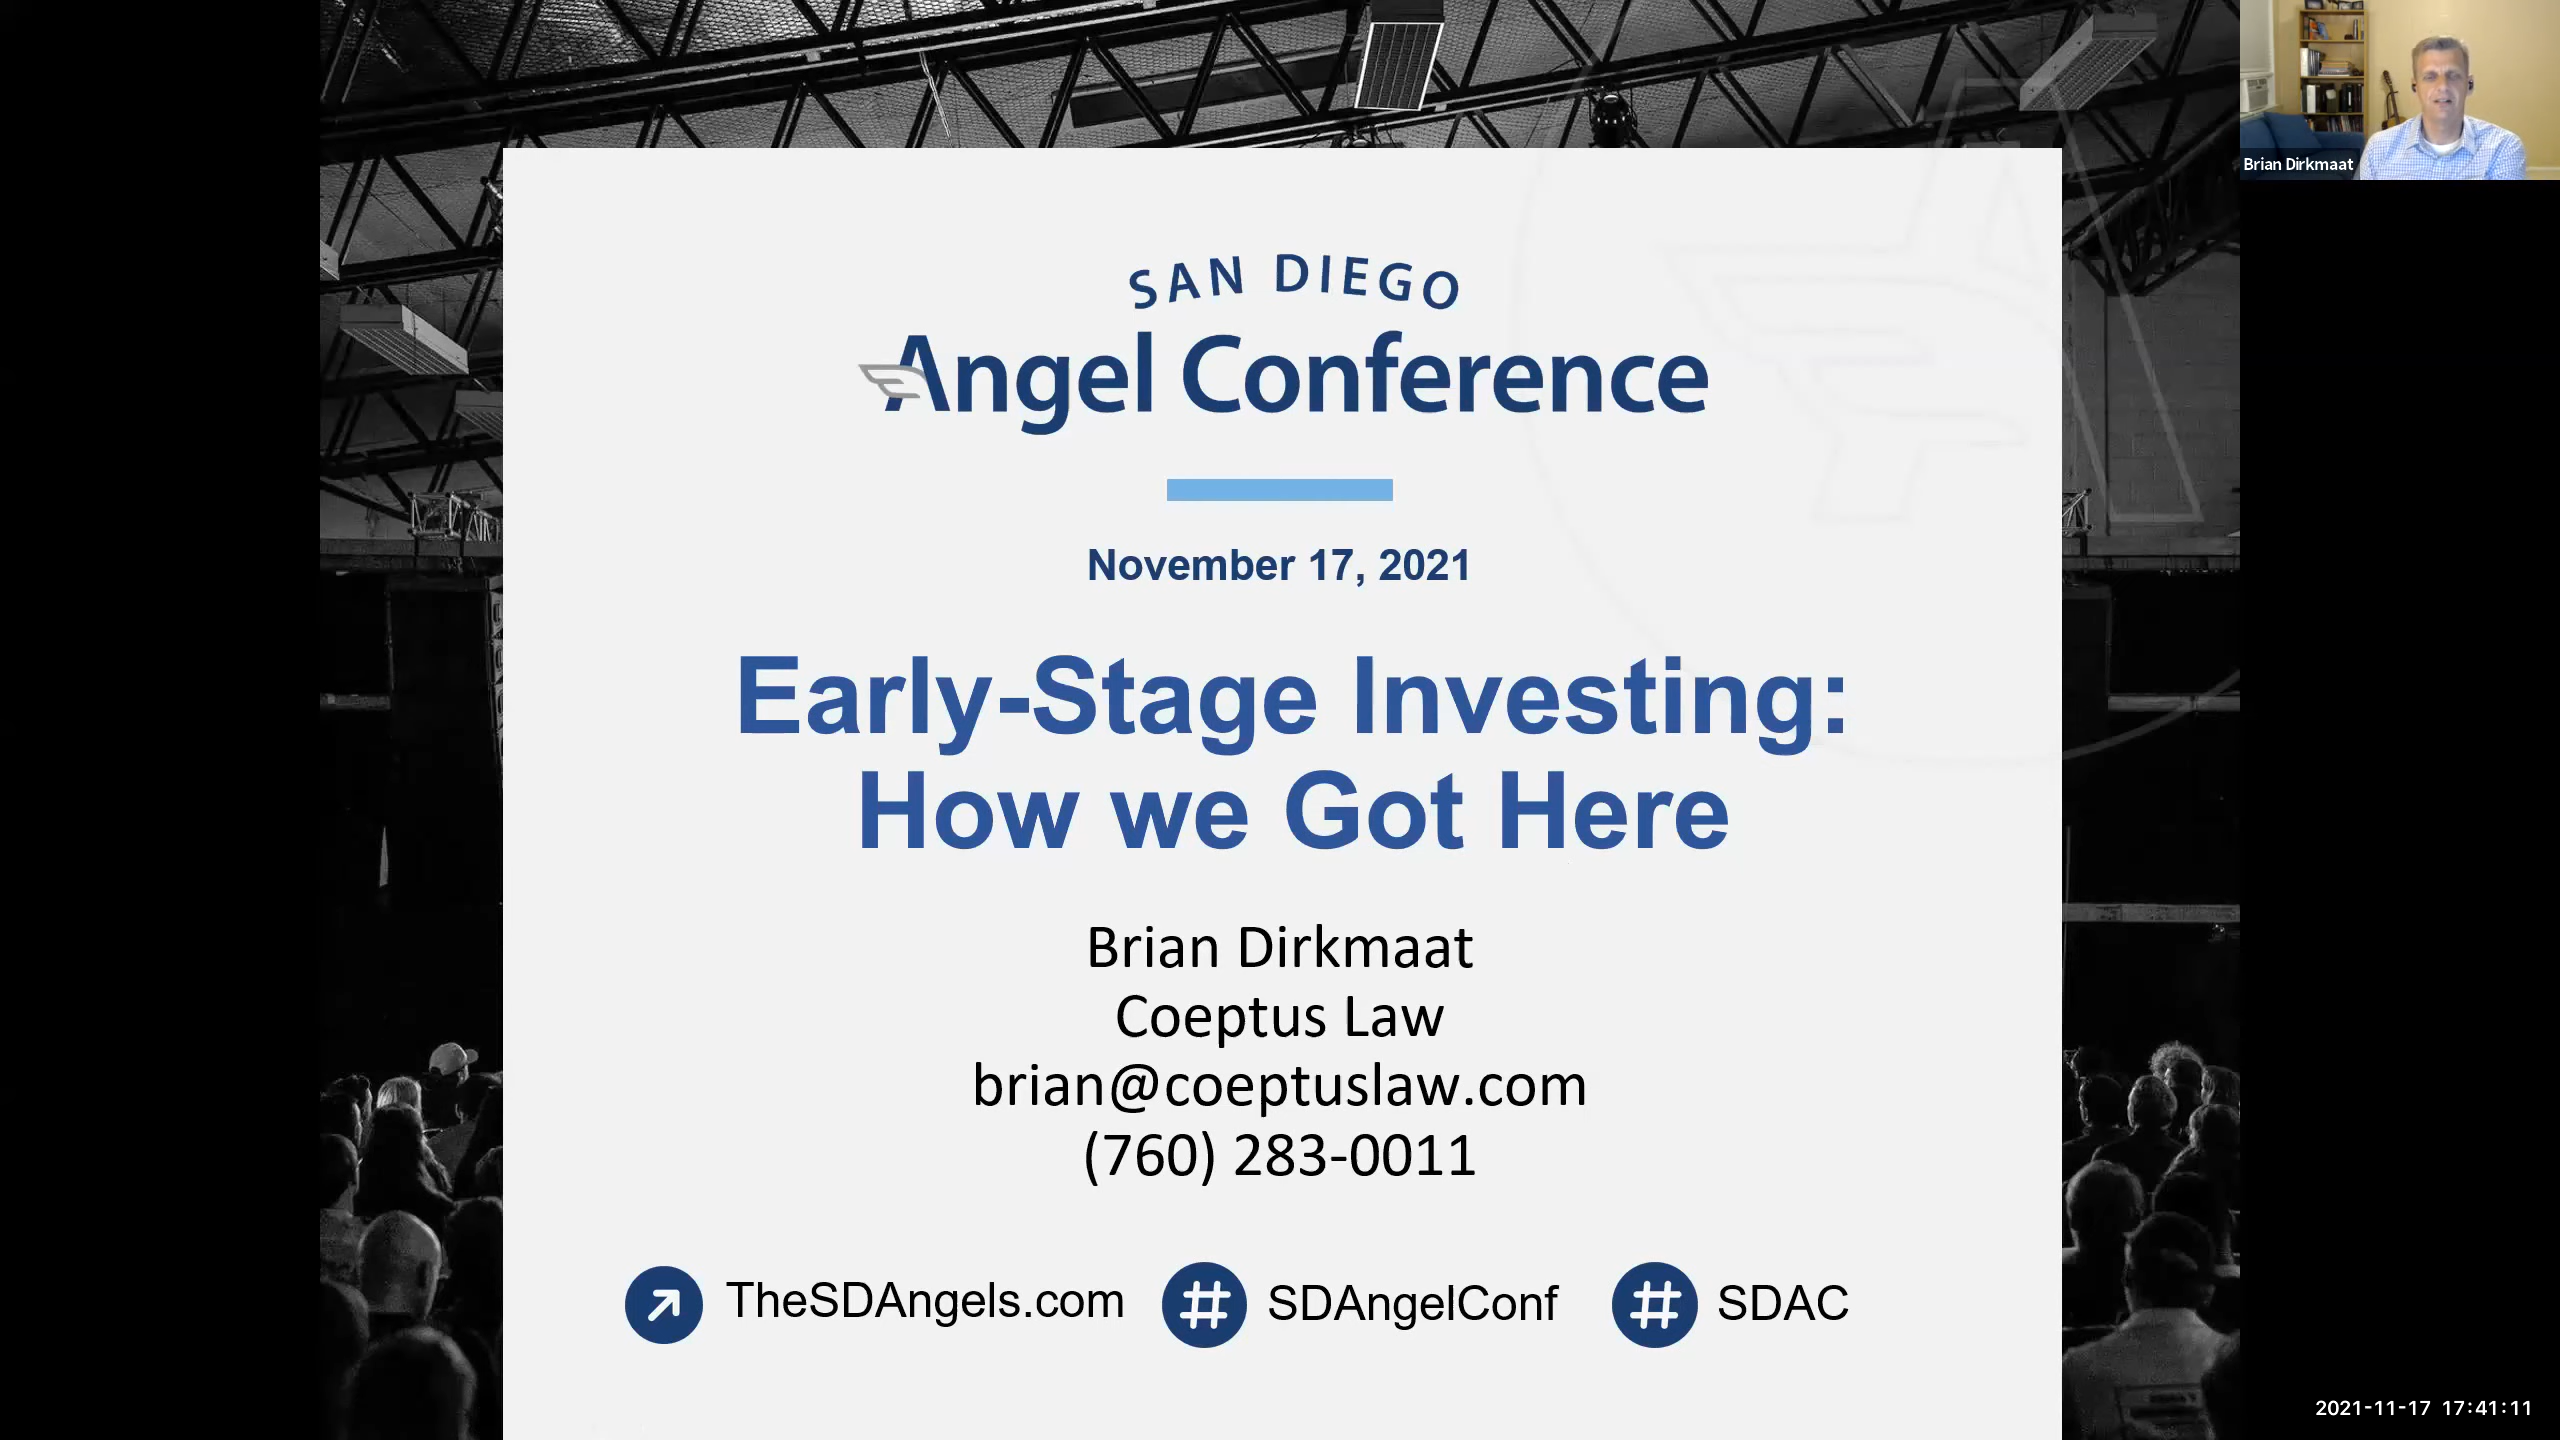 Brian Dirkmaat
SAN DIEGO
Angel Conference
November 17, 2021
Early-Stage Investing:
How we Got Here
Brian Dirkmaat
Coeptus Law
brian@coeptuslaw.com
(760) 283-0011
TheSDAngels.com # SDAngelConf # SDAC
2021-11-17 17:41:11